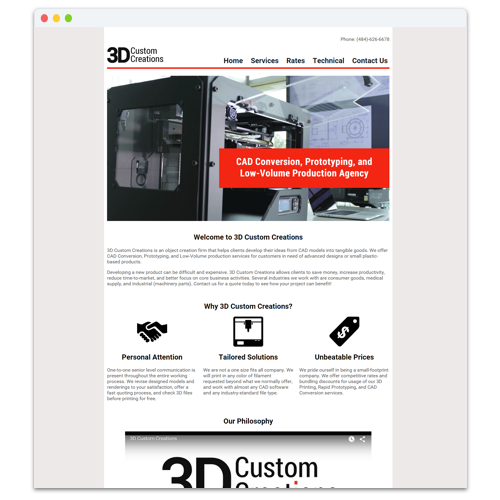 Phone: (484)-626-6678
3D Custom
Creations
Home Services Rates Technical Contact Us
CAD Conversion, Prototyping, and
Low-Volume Production Agency
Welcome to 3D Custom Creations
3D Custom Creations is an object creation firm that helps clients develop their ideas from CAD models into tangible goods. We offer
CAD Conversion, Prototyping, and Low-Volume production services for customers in need of advanced designs or small plastic-
based products.
Developing a new product can be difficult and expensive. 3D Custom Creations allows clients to save money, increase productivity,
reduce time-to-market, and better focus on core business activities. Several industries we work with are consumer goods, medical
supply, and industrial (machinery parts). Contact us for a quote today to see how your project can benefit!
Why 3D Custom Creations?
Personal Attention
One-to-one senior level communication is
present throughout the entire working
process. We revise designed models and
renderings to your satisfaction, offer a
fast quoting process, and check 3D files
before printing for free.
Tailored Solutions
We are not a one size fits all company. We
will print in any color of filament
requested beyond what we normally offer,
and work with almost any CAD software
and any industry-standard file type.
Unbeatable Prices
We pride ourself in being a small-footprint
company. We offer competitive rates and
bundling discounts for usage of our 3D
Printing, Rapid Prototyping, and CAD
Conversion services.
Our Philosophy
3D Custom Creations
3D Custom
Creations